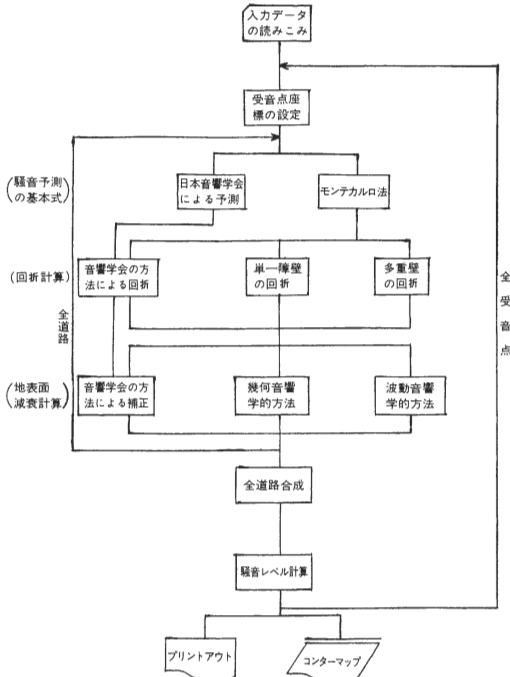 入力データ
の読みこみ
受音点座
標の設定
(騒音予測
の基本式)
日本音響学会
による予測
モンテカルロ法
(回折計算)
音響学会の方
法による回折
単一障壁
の回折
多重壁
の回折
全道路
全受音点
(地表面
減衰計算)
音響学会の方
法による補正
幾何音響
学的方法
波動音響
学的方法
全道路合成
騒音レベル計算
プリントアウト
コンターマップ